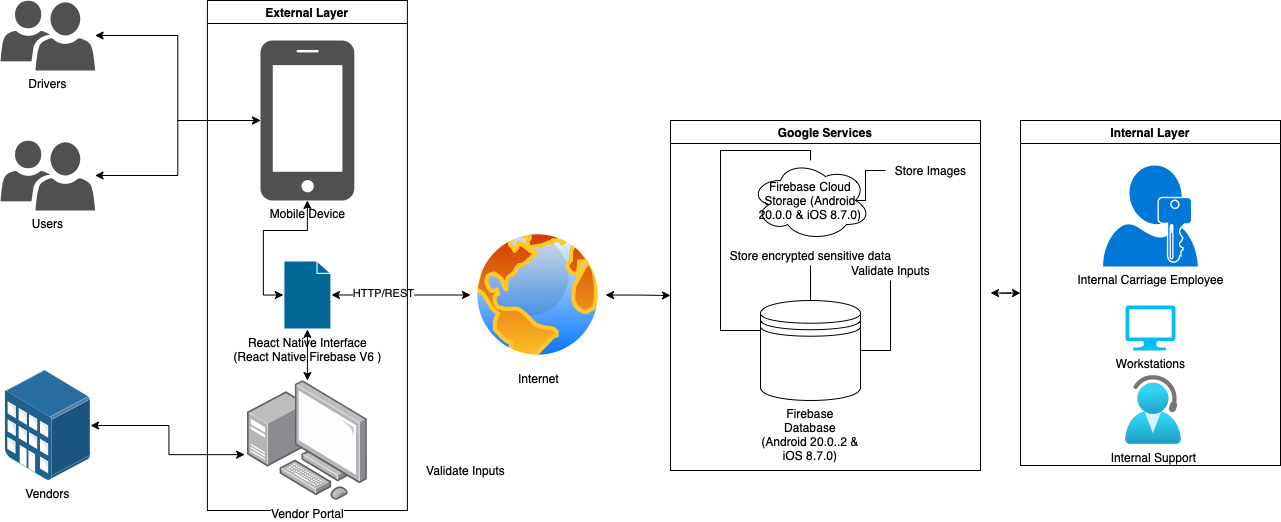 External Layer
Drivers
Users
Mobile Device
HTTP/REST
React Native Interface
(React Native Firebase V6 )
Vendors
Vendor Portal
Validate Inputs
Internet
Google Services
Firebase Cloud
Storage (Android
20.0.0 & iOS 8.7.0)
Store Images
Store encrypted sensitive data
Validate Inputs
Firebase
Database
(Android 20.0..2 &
iOS 8.7.0)
Internal Layer
Internal Carriage Employee
Workstations
Internal Support